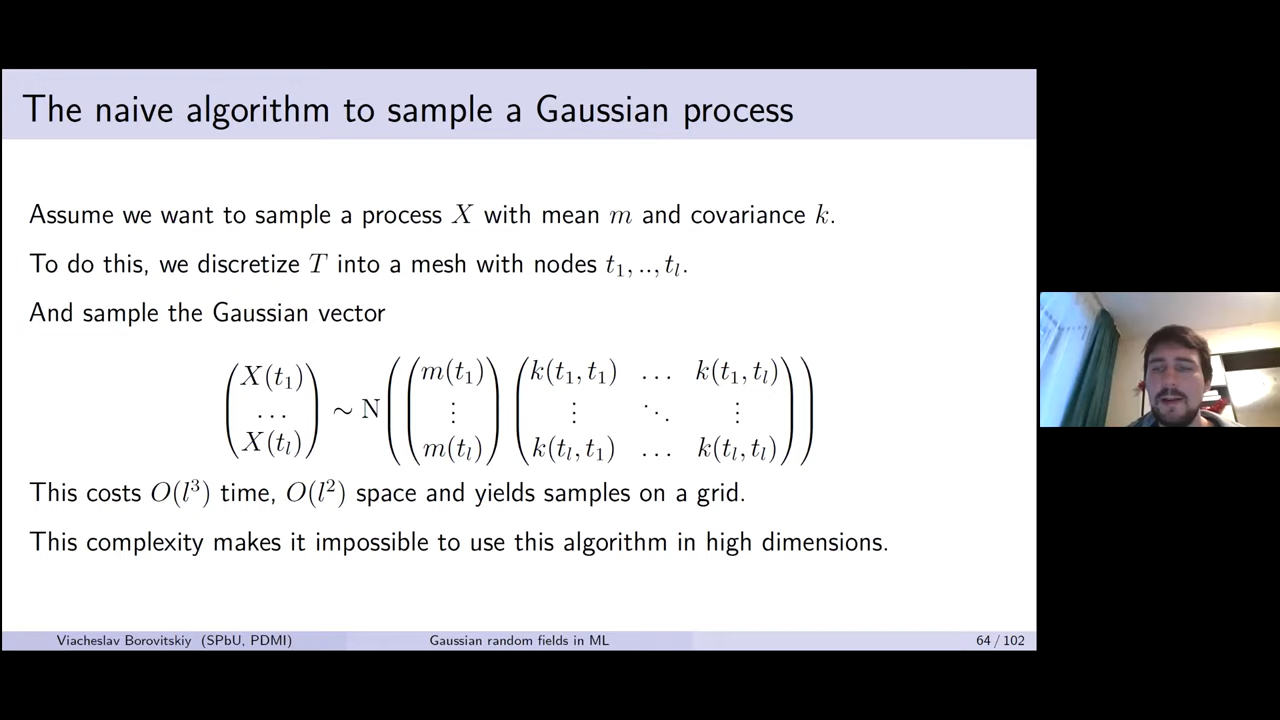 The naive algorithm to sample a Gaussian process
Assume we want to sample a process X with mean m and covariance k.
To do this, we discretize T into a mesh with nodes t₁,..,tₗ.
And sample the Gaussian vector
X(t₁) m(t₁) k(t₁,t₁) … k(t₁,tₗ)
… ∼ N ⋮ ⋮ ⋱ ⋮
X(tₗ) m(tₗ) k(tₗ,t₁) … k(tₗ,tₗ)
This costs O(l³) time, O(l²) space and yields samples on a grid.
This complexity makes it impossible to use this algorithm in high dimensions.
Viacheslav Borovitskiy (SPbU, PDMI) Gaussian random fields in ML 64 / 102